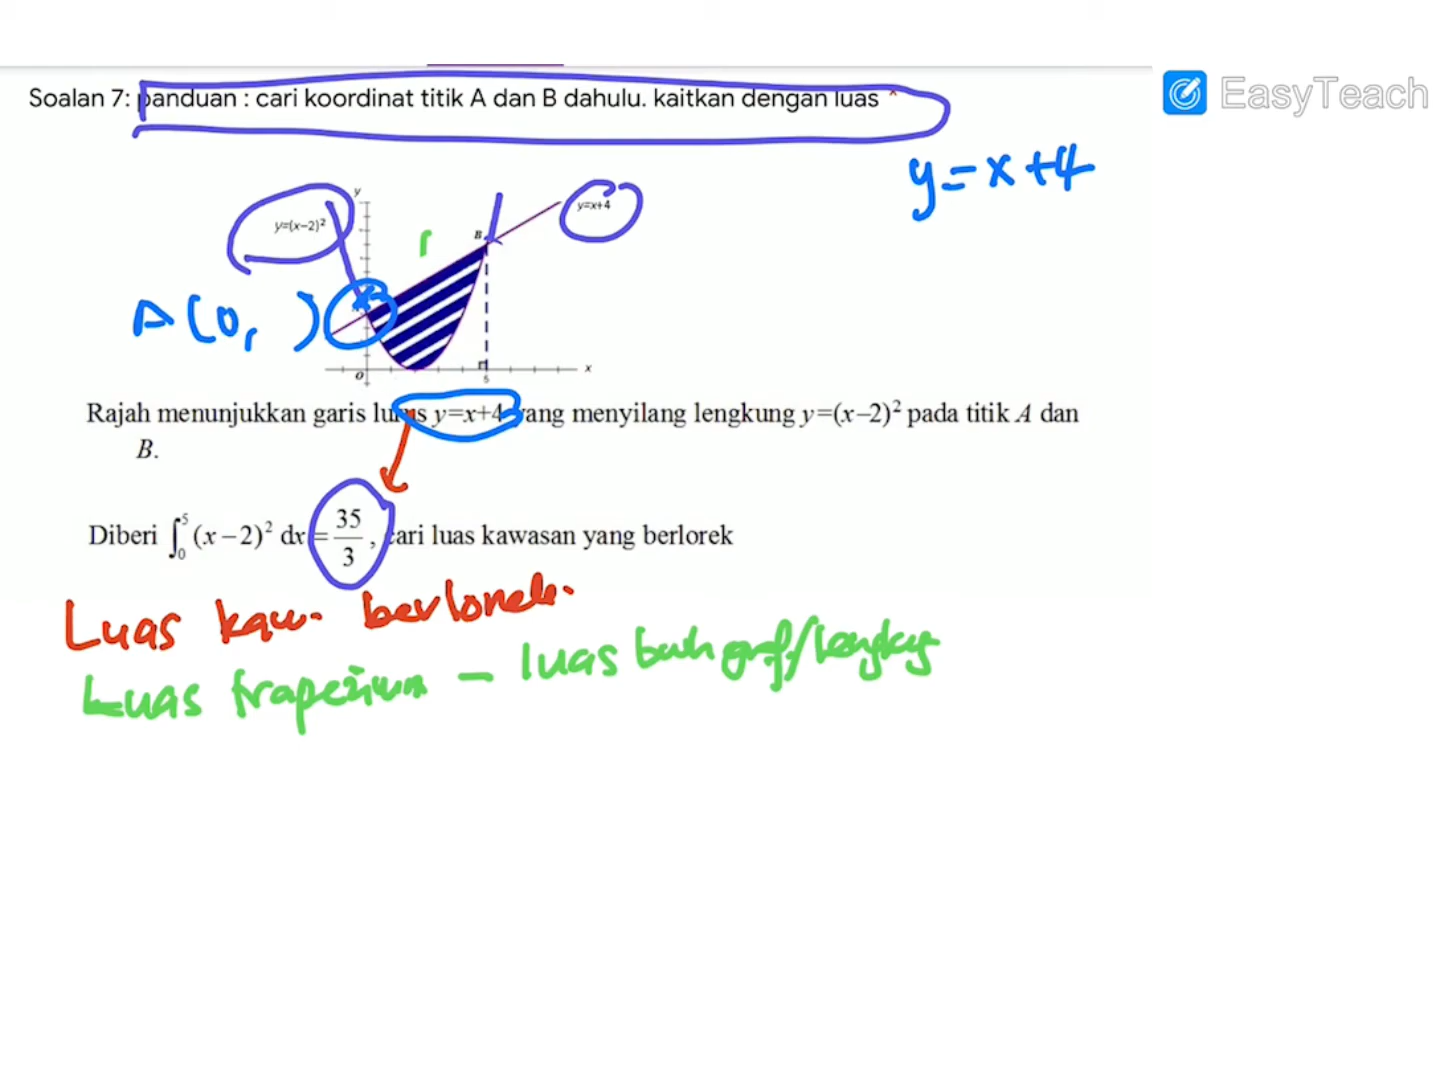 EasyTeach
Soalan 7: panduan : cari koordinat titik A dan B dahulu. kaitkan dengan luas *
y=x+4
y
y=(x−2)²
y=x+4
B
A(0, )
O
5
x
Rajah menunjukkan garis lurus y=x+4 yang menyilang lengkung y=(x−2)² pada titik A dan
B.
Diberi ∫₀⁵ (x−2)² dx = 35/3 , cari luas kawasan yang berlorek
Luas kaw. berlorek.
Luas trapezium − luas bwh graf/lengkung